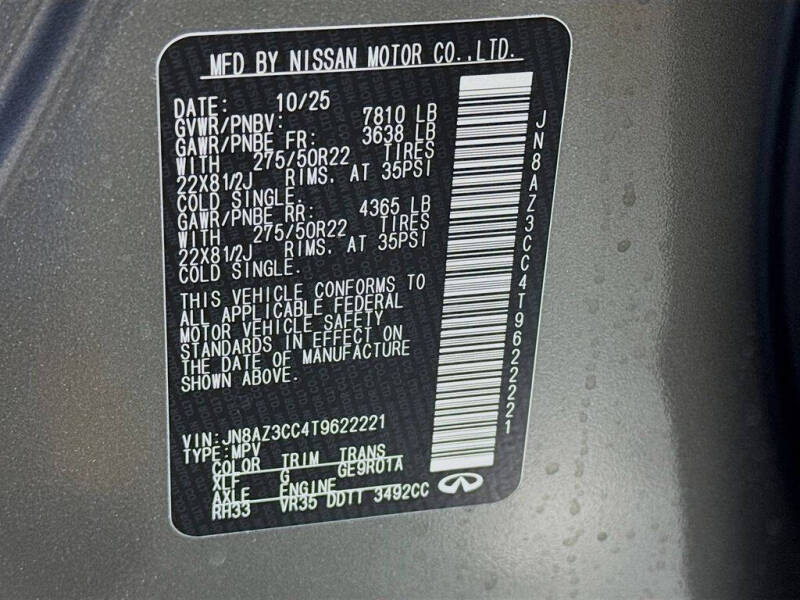 MFD BY NISSAN MOTOR CO.,LTD.
DATE: 10/25
GVWR/PNBV: 7810 LB
GAWR/PNBE FR: 3638 LB
WITH 275/50R22 TIRES
22X81/2J RIMS, AT 35PSI
COLD SINGLE.
GAWR/PNBE RR: 4365 LB
WITH 275/50R22 TIRES
22X81/2J RIMS, AT 35PSI
COLD SINGLE.
THIS VEHICLE CONFORMS TO
ALL APPLICABLE FEDERAL
MOTOR VEHICLE SAFETY
STANDARDS IN EFFECT ON
THE DATE OF MANUFACTURE
SHOWN ABOVE.
VIN:JN8AZ3CC4T9622221
TYPE:MPV
COLOR TRIM TRANS
XLF G GE9R01A
AXLE ENGINE
RH33 VR35 DDTT 3492CC
JN8AZ3CC4T9622221